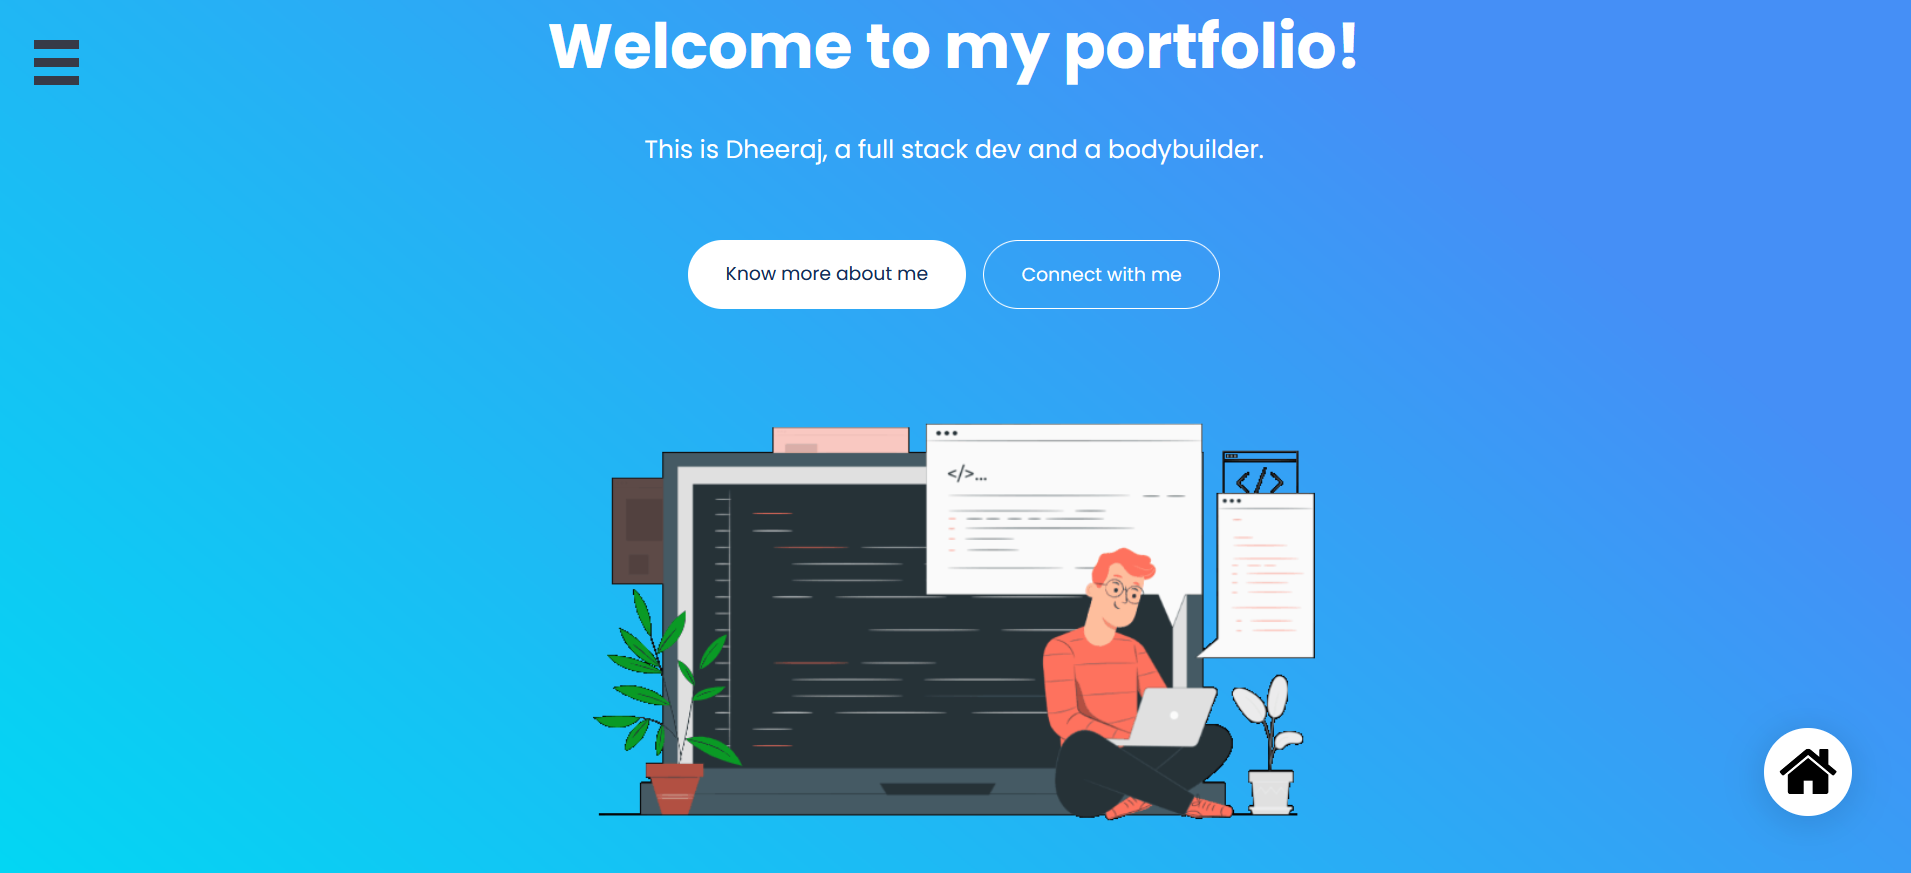 Welcome to my portfolio!
This is Dheeraj, a full stack dev and a bodybuilder.
Know more about me
Connect with me
</>...
</>